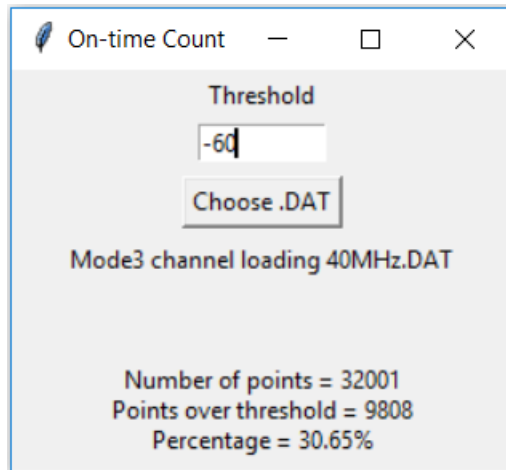 On-time Count
Threshold
-60
Choose .DAT
Mode3 channel loading 40MHz.DAT
Number of points = 32001
Points over threshold = 9808
Percentage = 30.65%